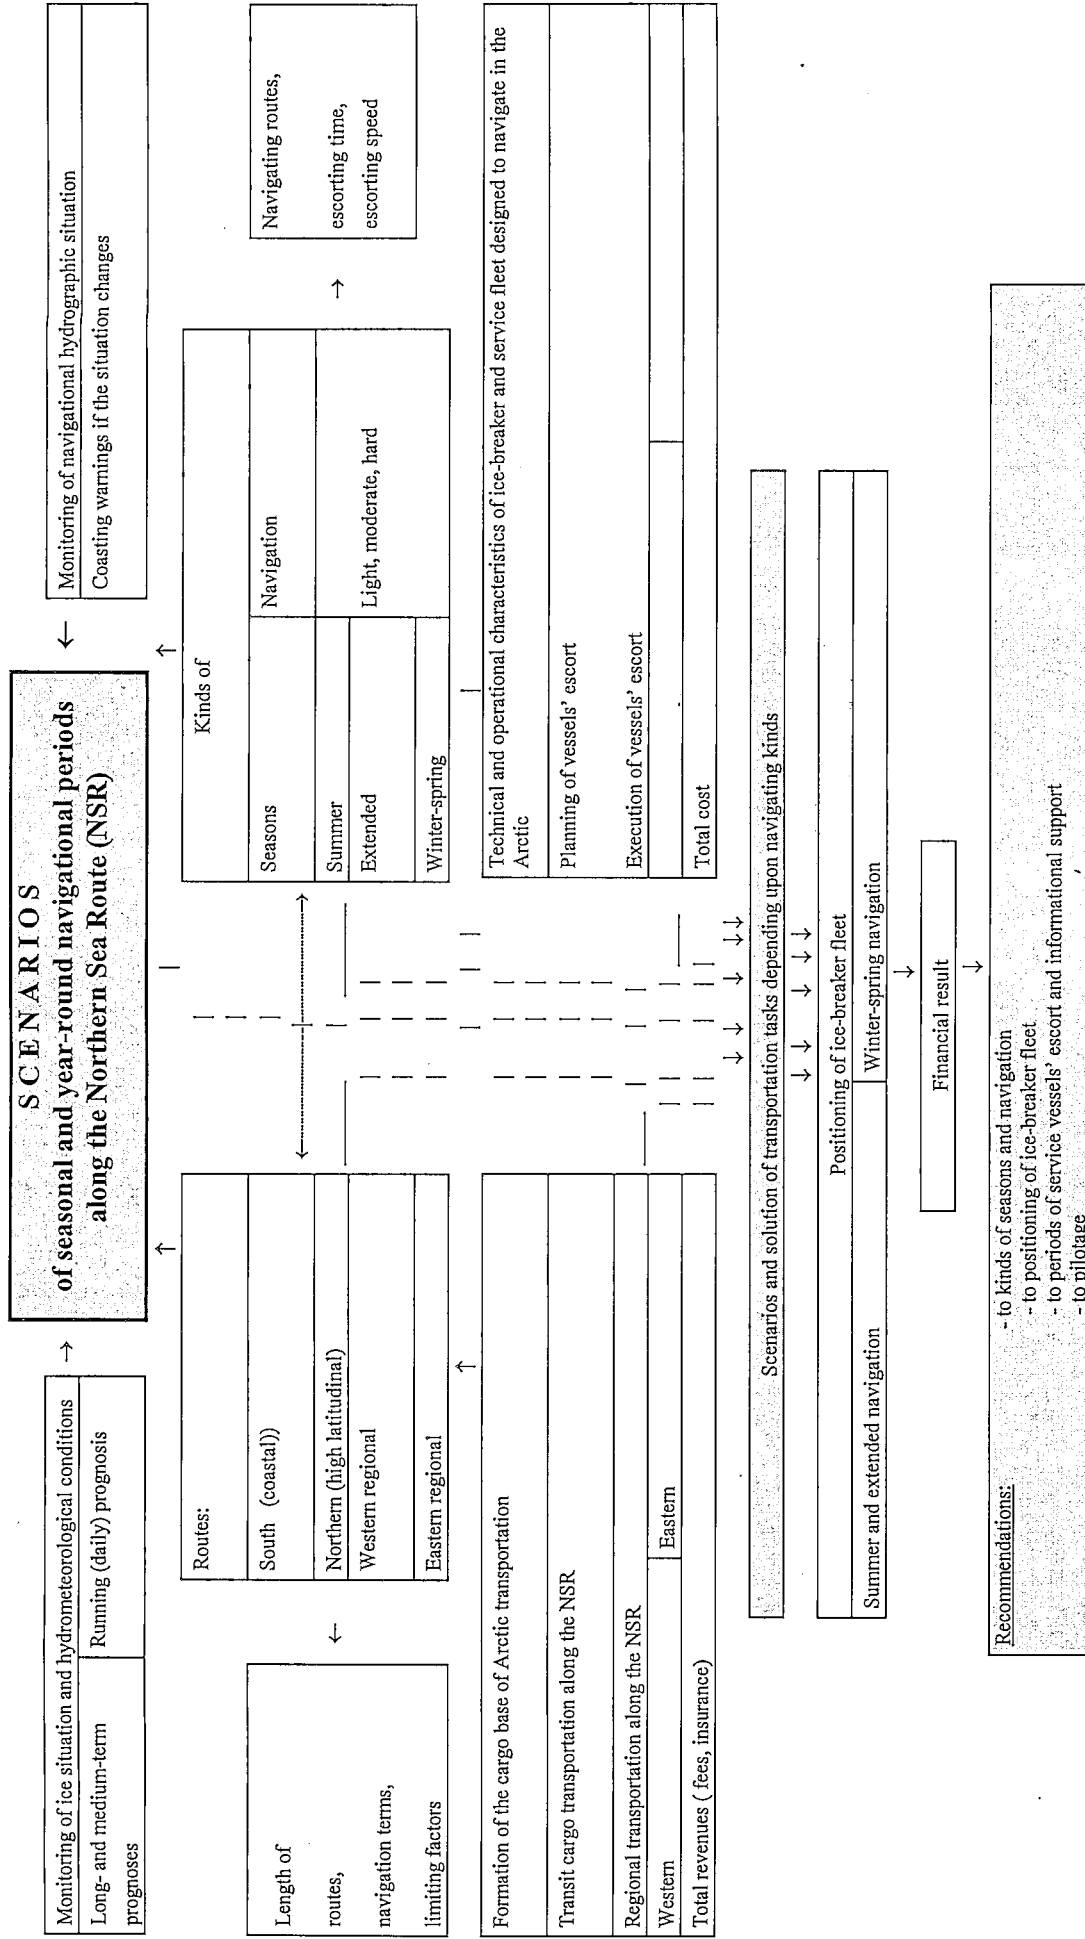 SCENARIOS
of seasonal and year-round navigational periods
along the Northern Sea Route (NSR)
Monitoring of ice situation and hydrometeorological conditions
Long- and medium-term
prognoses
Running (daily) prognosis
Monitoring of navigational hydrographic situation
Coasting warnings if the situation changes
Length of
routes,
navigation terms,
limiting factors
Routes:
South (coastal))
Northern (high latitudinal)
Western regional
Eastern regional
Kinds of
Seasons
Navigation
Summer
Extended
Light, moderate, hard
Winter-spring
Navigating routes,
escorting time,
escorting speed
Formation of the cargo base of Arctic transportation
Transit cargo transportation along the NSR
Regional transportation along the NSR
Western
Eastern
Total revenues ( fees, insurance)
Technical and operational characteristics of ice-breaker and service fleet designed to navigate in the
Arctic
Planning of vessels' escort
Execution of vessels' escort
Total cost
Scenarios and solution of transportation tasks depending upon navigating kinds
Positioning of ice-breaker fleet
Summer and extended navigation
Winter-spring navigation
Financial result
Recommendations:
- to kinds of seasons and navigation
- to positioning of ice-breaker fleet
- to periods of service vessels' escort and informational support
- to pilotage